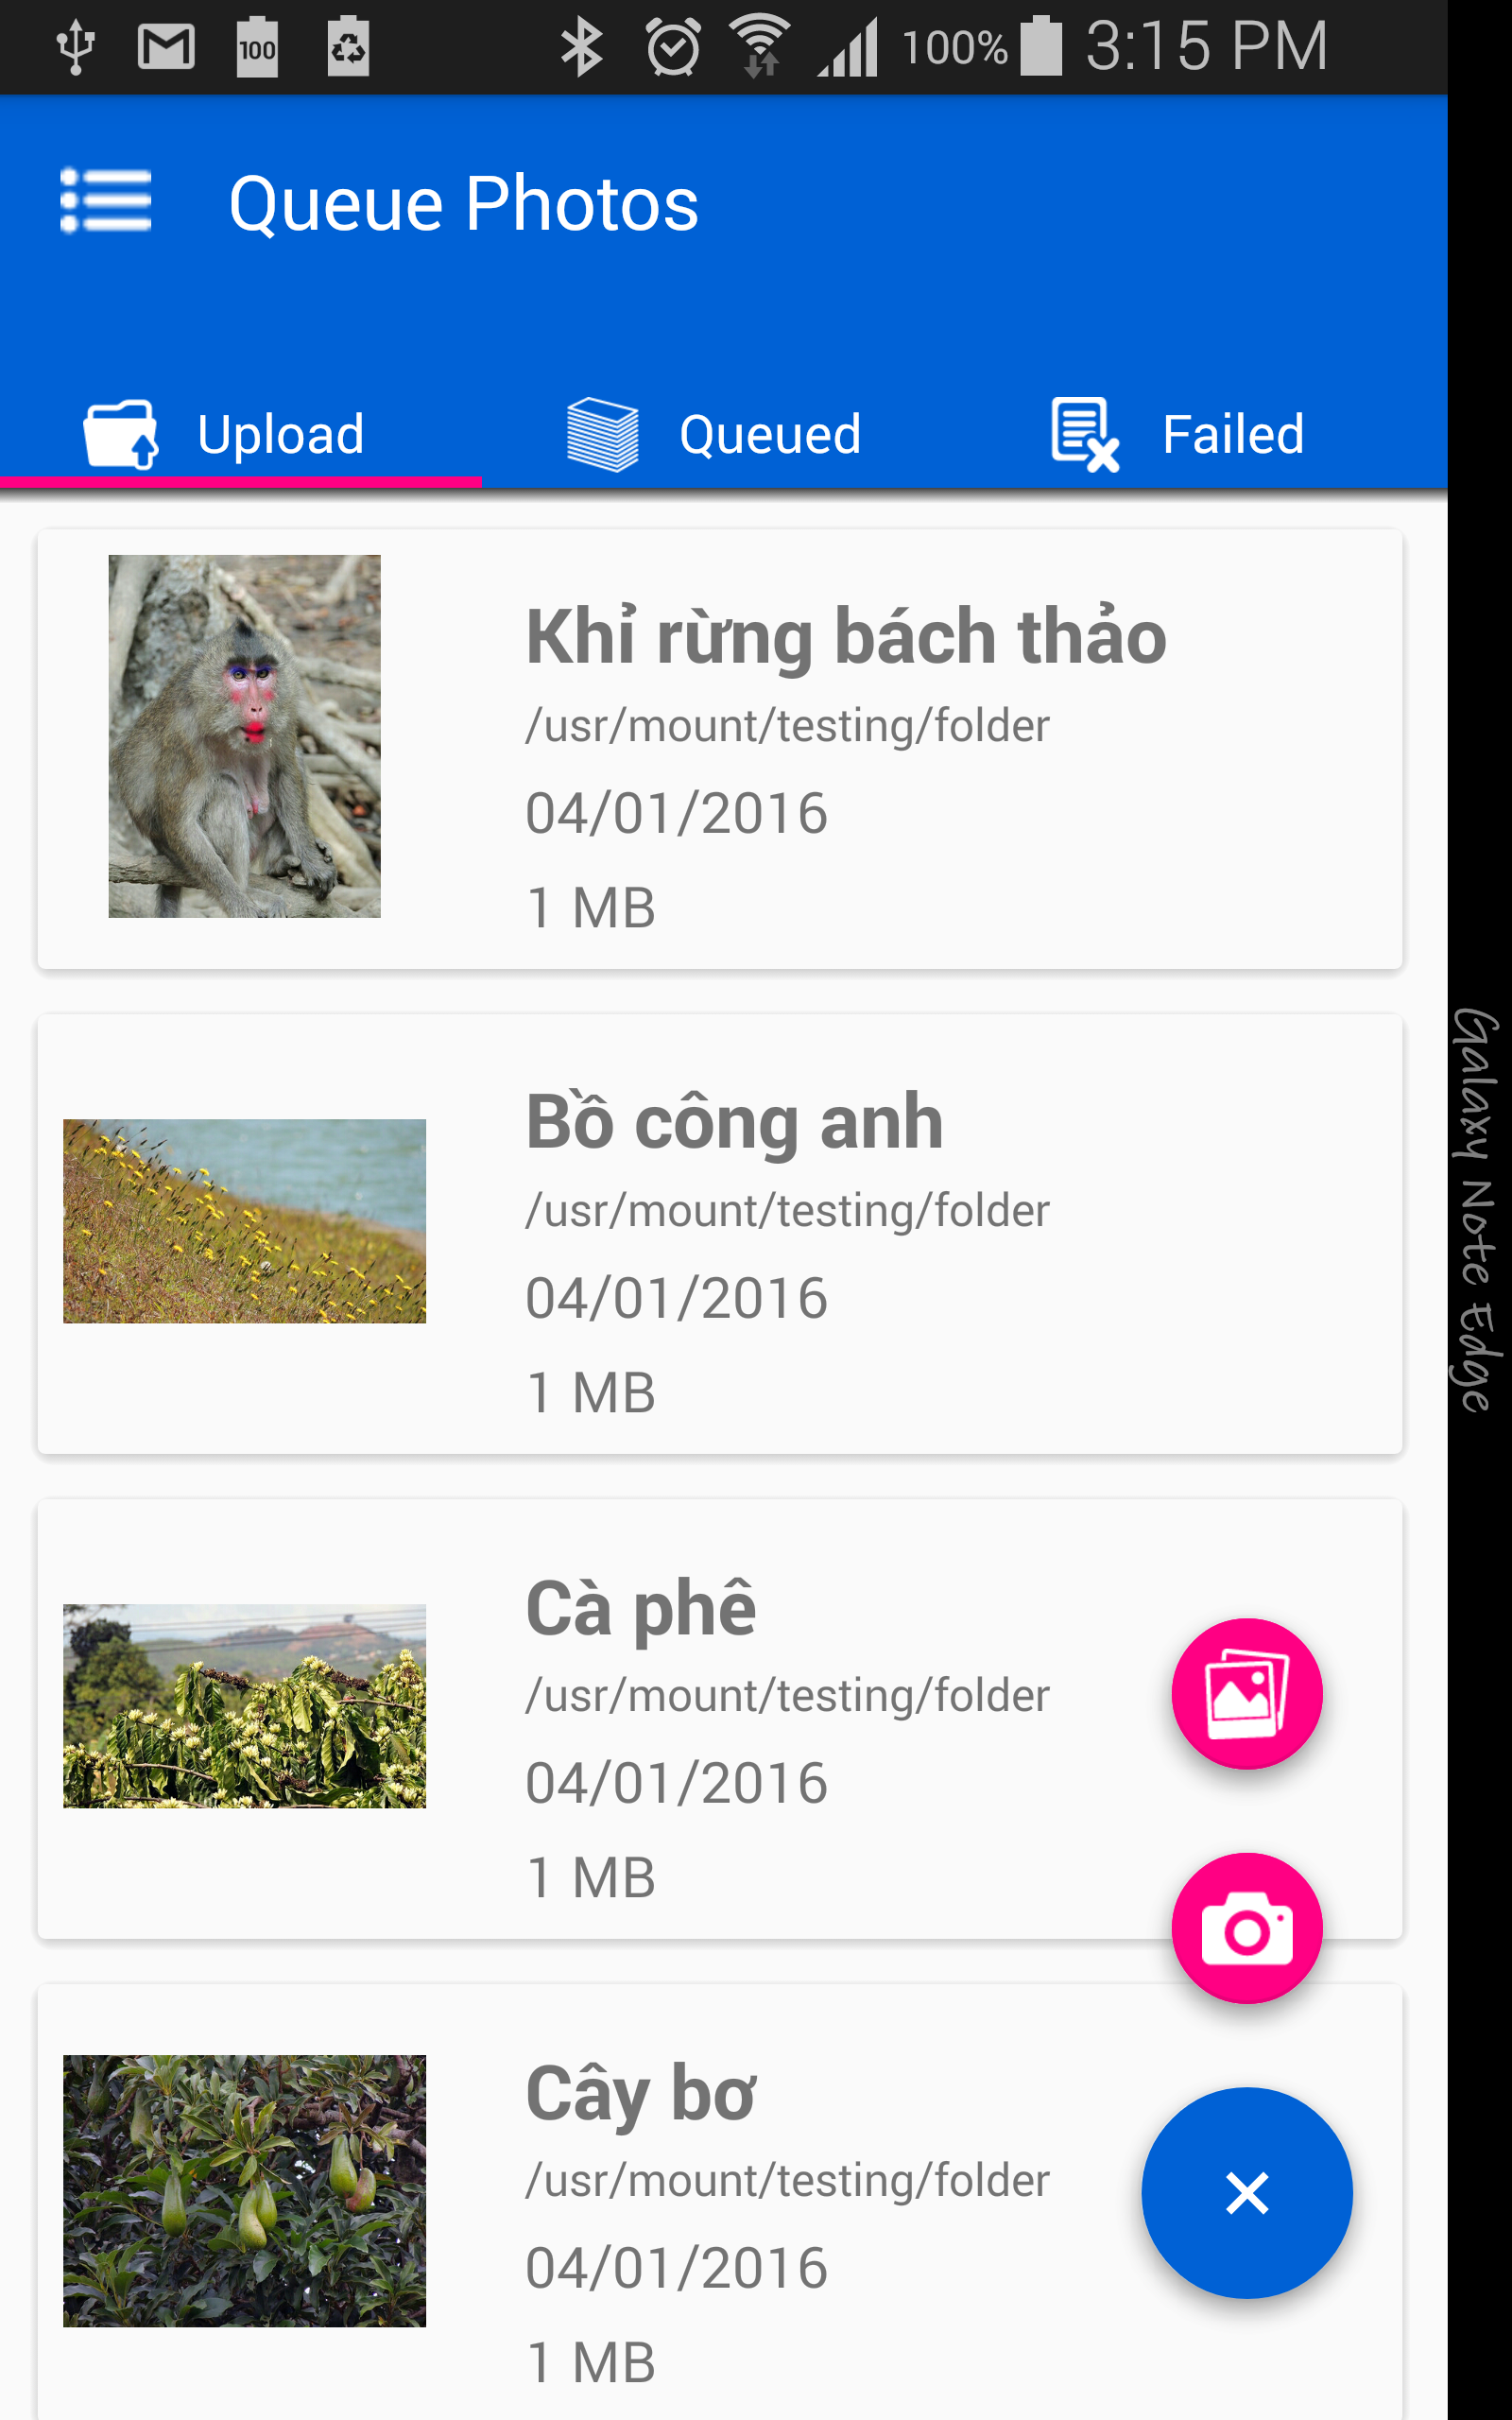 100
100% 3:15 PM
Queue Photos
Upload Queued Failed
Khỉ rừng bách thảo
/usr/mount/testing/folder
04/01/2016
1 MB
Bồ công anh
/usr/mount/testing/folder
04/01/2016
1 MB
Cà phê
/usr/mount/testing/folder
04/01/2016
1 MB
Cây bơ
/usr/mount/testing/folder
04/01/2016
1 MB
Galaxy Note Edge